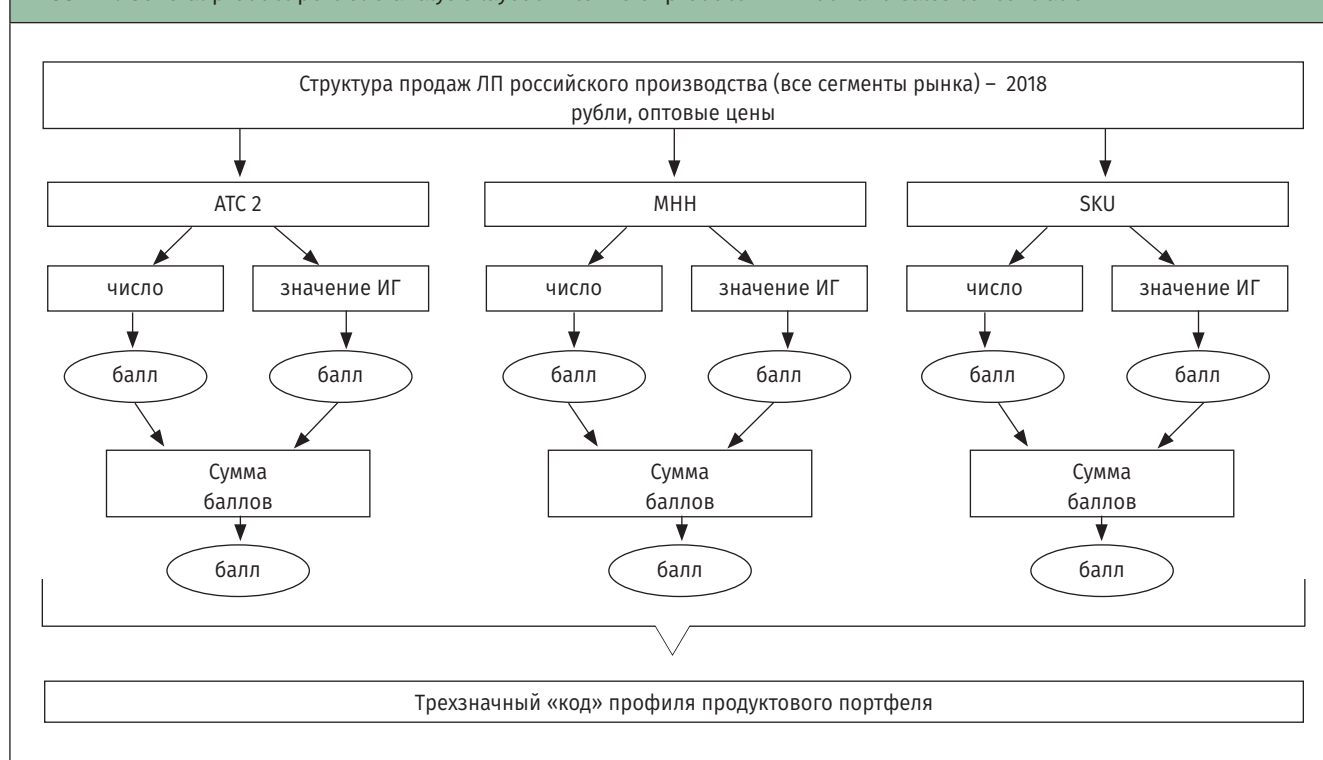 Структура продаж ЛП российского производства (все сегменты рынка) – 2018
рубли, оптовые цены
АТС 2
МНН
SKU
число
значение ИГ
число
значение ИГ
число
значение ИГ
балл
балл
балл
балл
балл
балл
Сумма
баллов
Сумма
баллов
Сумма
баллов
балл
балл
балл
Трехзначный «код» профиля продуктового портфеля